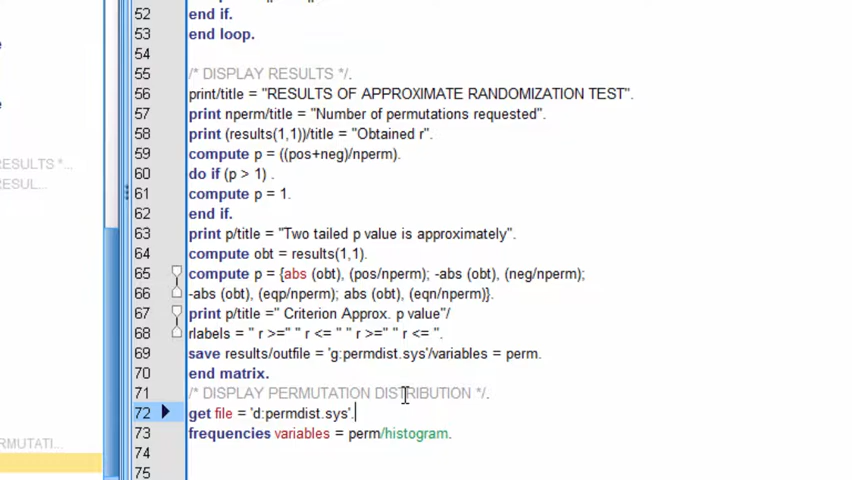 52 end if.
53 end loop.
54
55 /* DISPLAY RESULTS */.
56 print/title = "RESULTS OF APPROXIMATE RANDOMIZATION TEST".
57 print nperm/title = "Number of permutations requested".
58 print (results(1,1))/title = "Obtained r".
59 compute p = ((pos+neg)/nperm).
60 do if (p > 1) .
61 compute p = 1.
62 end if.
63 print p/title = "Two tailed p value is approximately".
64 compute obt = results(1,1).
65 compute p = {abs (obt), (pos/nperm); -abs (obt), (neg/nperm);
RESULTS *...
66 -abs (obt), (eqp/nperm); abs (obt), (eqn/nperm)}.
RESUL...
67 print p/title =" Criterion Approx. p value"/
68 rlabels = " r >=" " r <= " " r >=" " r <= ".
69 save results/outfile = 'g:permdist.sys'/variables = perm.
70 end matrix.
71 /* DISPLAY PERMUTATION DISTRIBUTION */.
72 get file = 'd:permdist.sys'.
73 frequencies variables = perm/histogram.
PERMUTATI...
74
75